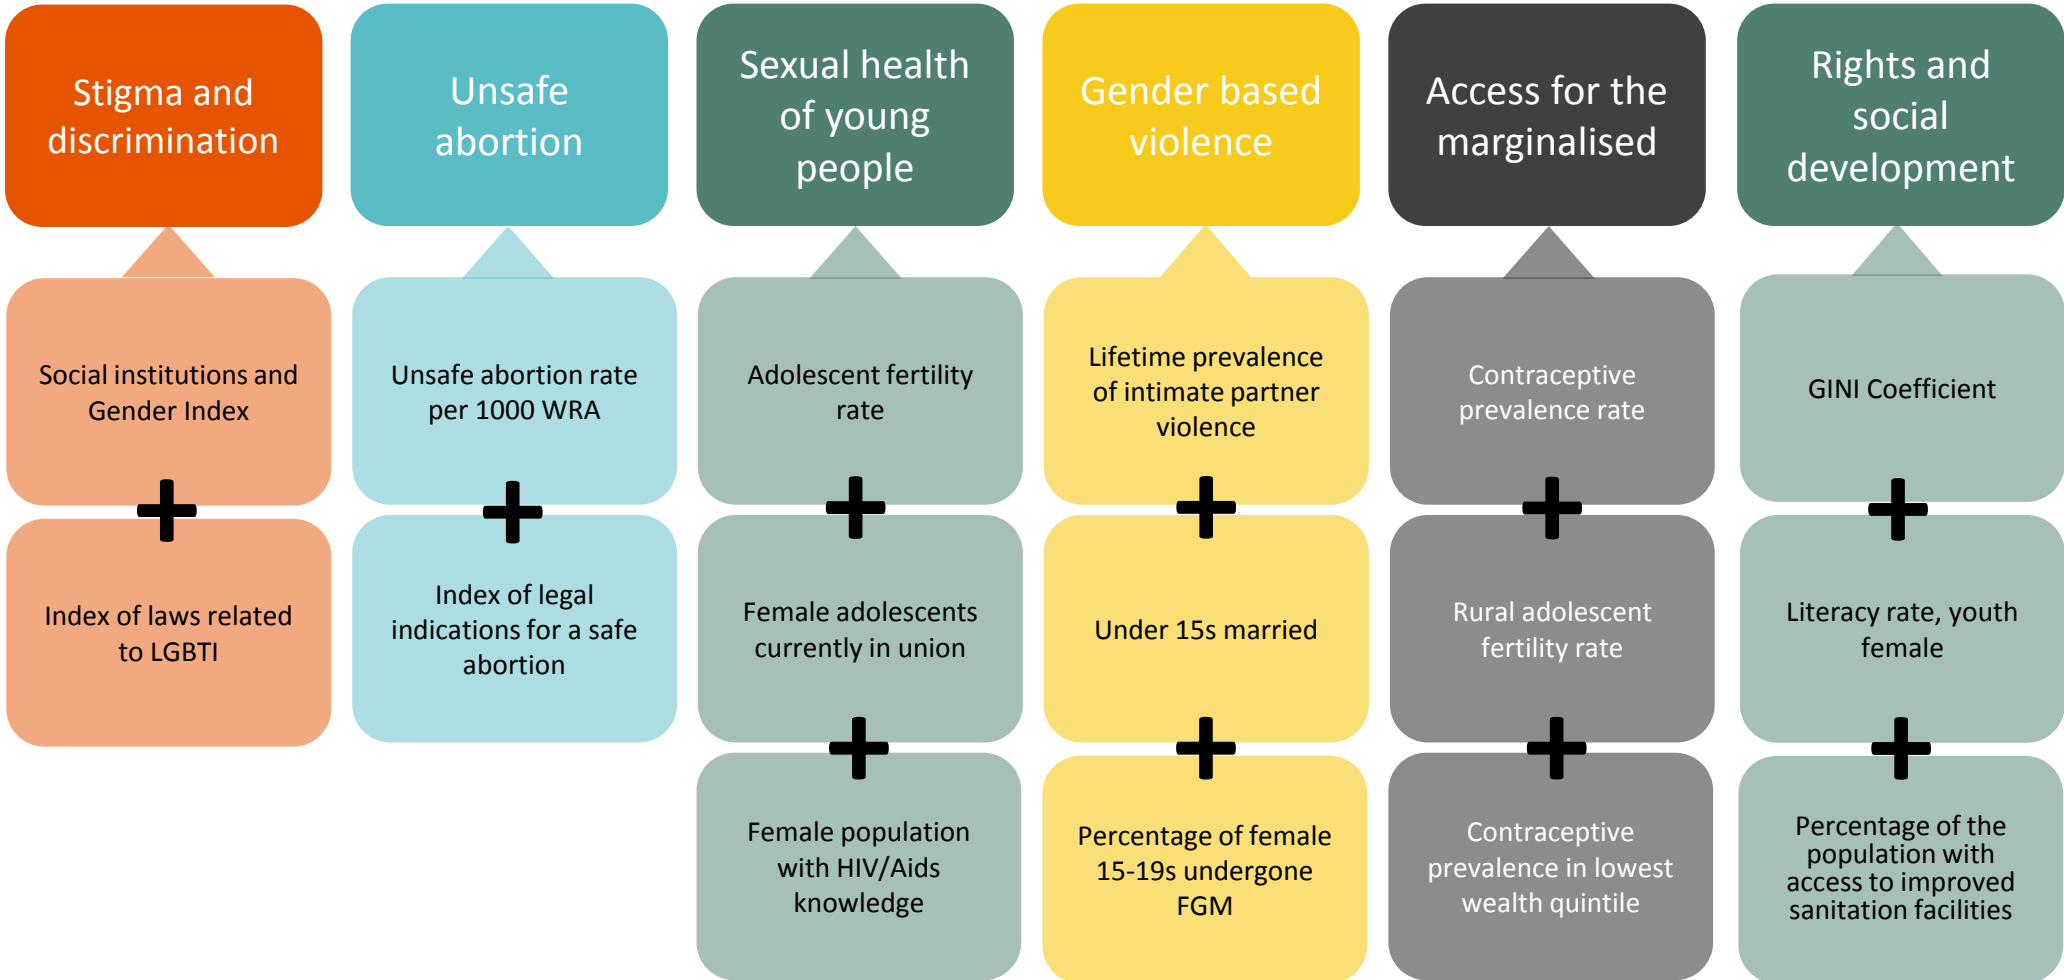 Stigma and
discrimination
Unsafe
abortion
Sexual health
of young
people
Gender based
violence
Access for the
marginalised
Rights and
social
development
Social institutions and
Gender Index
Unsafe abortion rate
per 1000 WRA
Adolescent fertility
rate
Lifetime prevalence
of intimate partner
violence
Contraceptive
prevalence rate
GINI Coefficient
Index of laws related
to LGBTI
Index of legal
indications for a safe
abortion
Female adolescents
currently in union
Under 15s married
Rural adolescent
fertility rate
Literacy rate, youth
female
Female population
with HIV/Aids
knowledge
Percentage of female
15-19s undergone
FGM
Contraceptive
prevalence in lowest
wealth quintile
Percentage of the
population with
access to improved
sanitation facilities